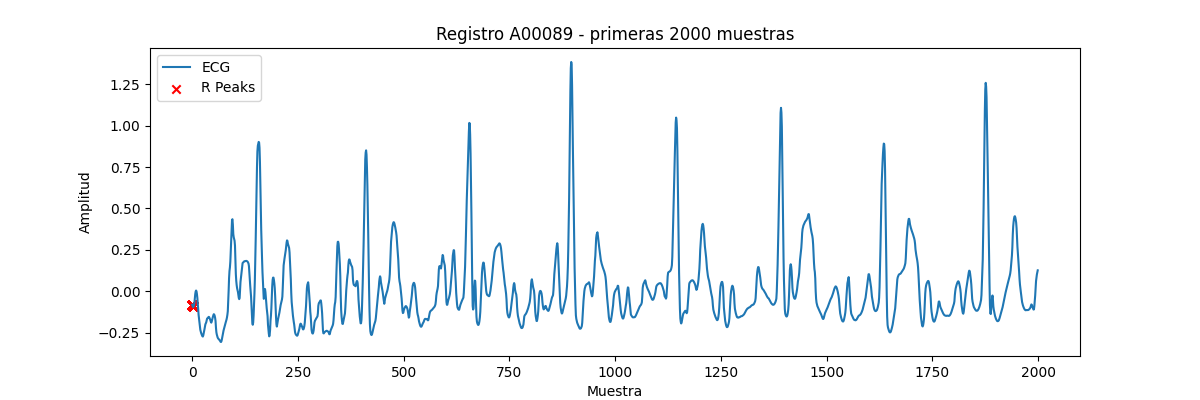 Registro A00089 - primeras 2000 muestras
ECG
R Peaks
Amplitud
1.25
1.00
0.75
0.50
0.25
0.00
−0.25
0 250 500 750 1000 1250 1500 1750 2000
Muestra